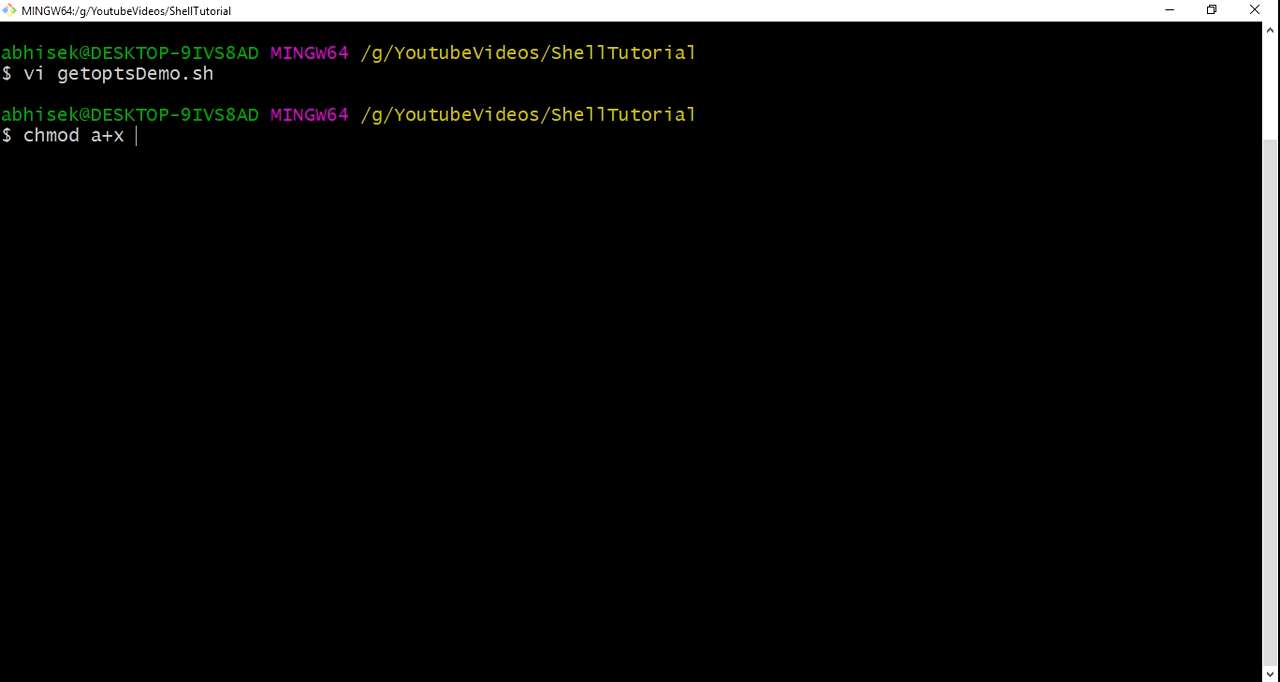 MINGW64:/g/YoutubeVideos/ShellTutorial
abhisek@DESKTOP-9IVS8AD MINGW64 /g/YoutubeVideos/ShellTutorial
$ vi getoptsDemo.sh
abhisek@DESKTOP-9IVS8AD MINGW64 /g/YoutubeVideos/ShellTutorial
$ chmod a+x